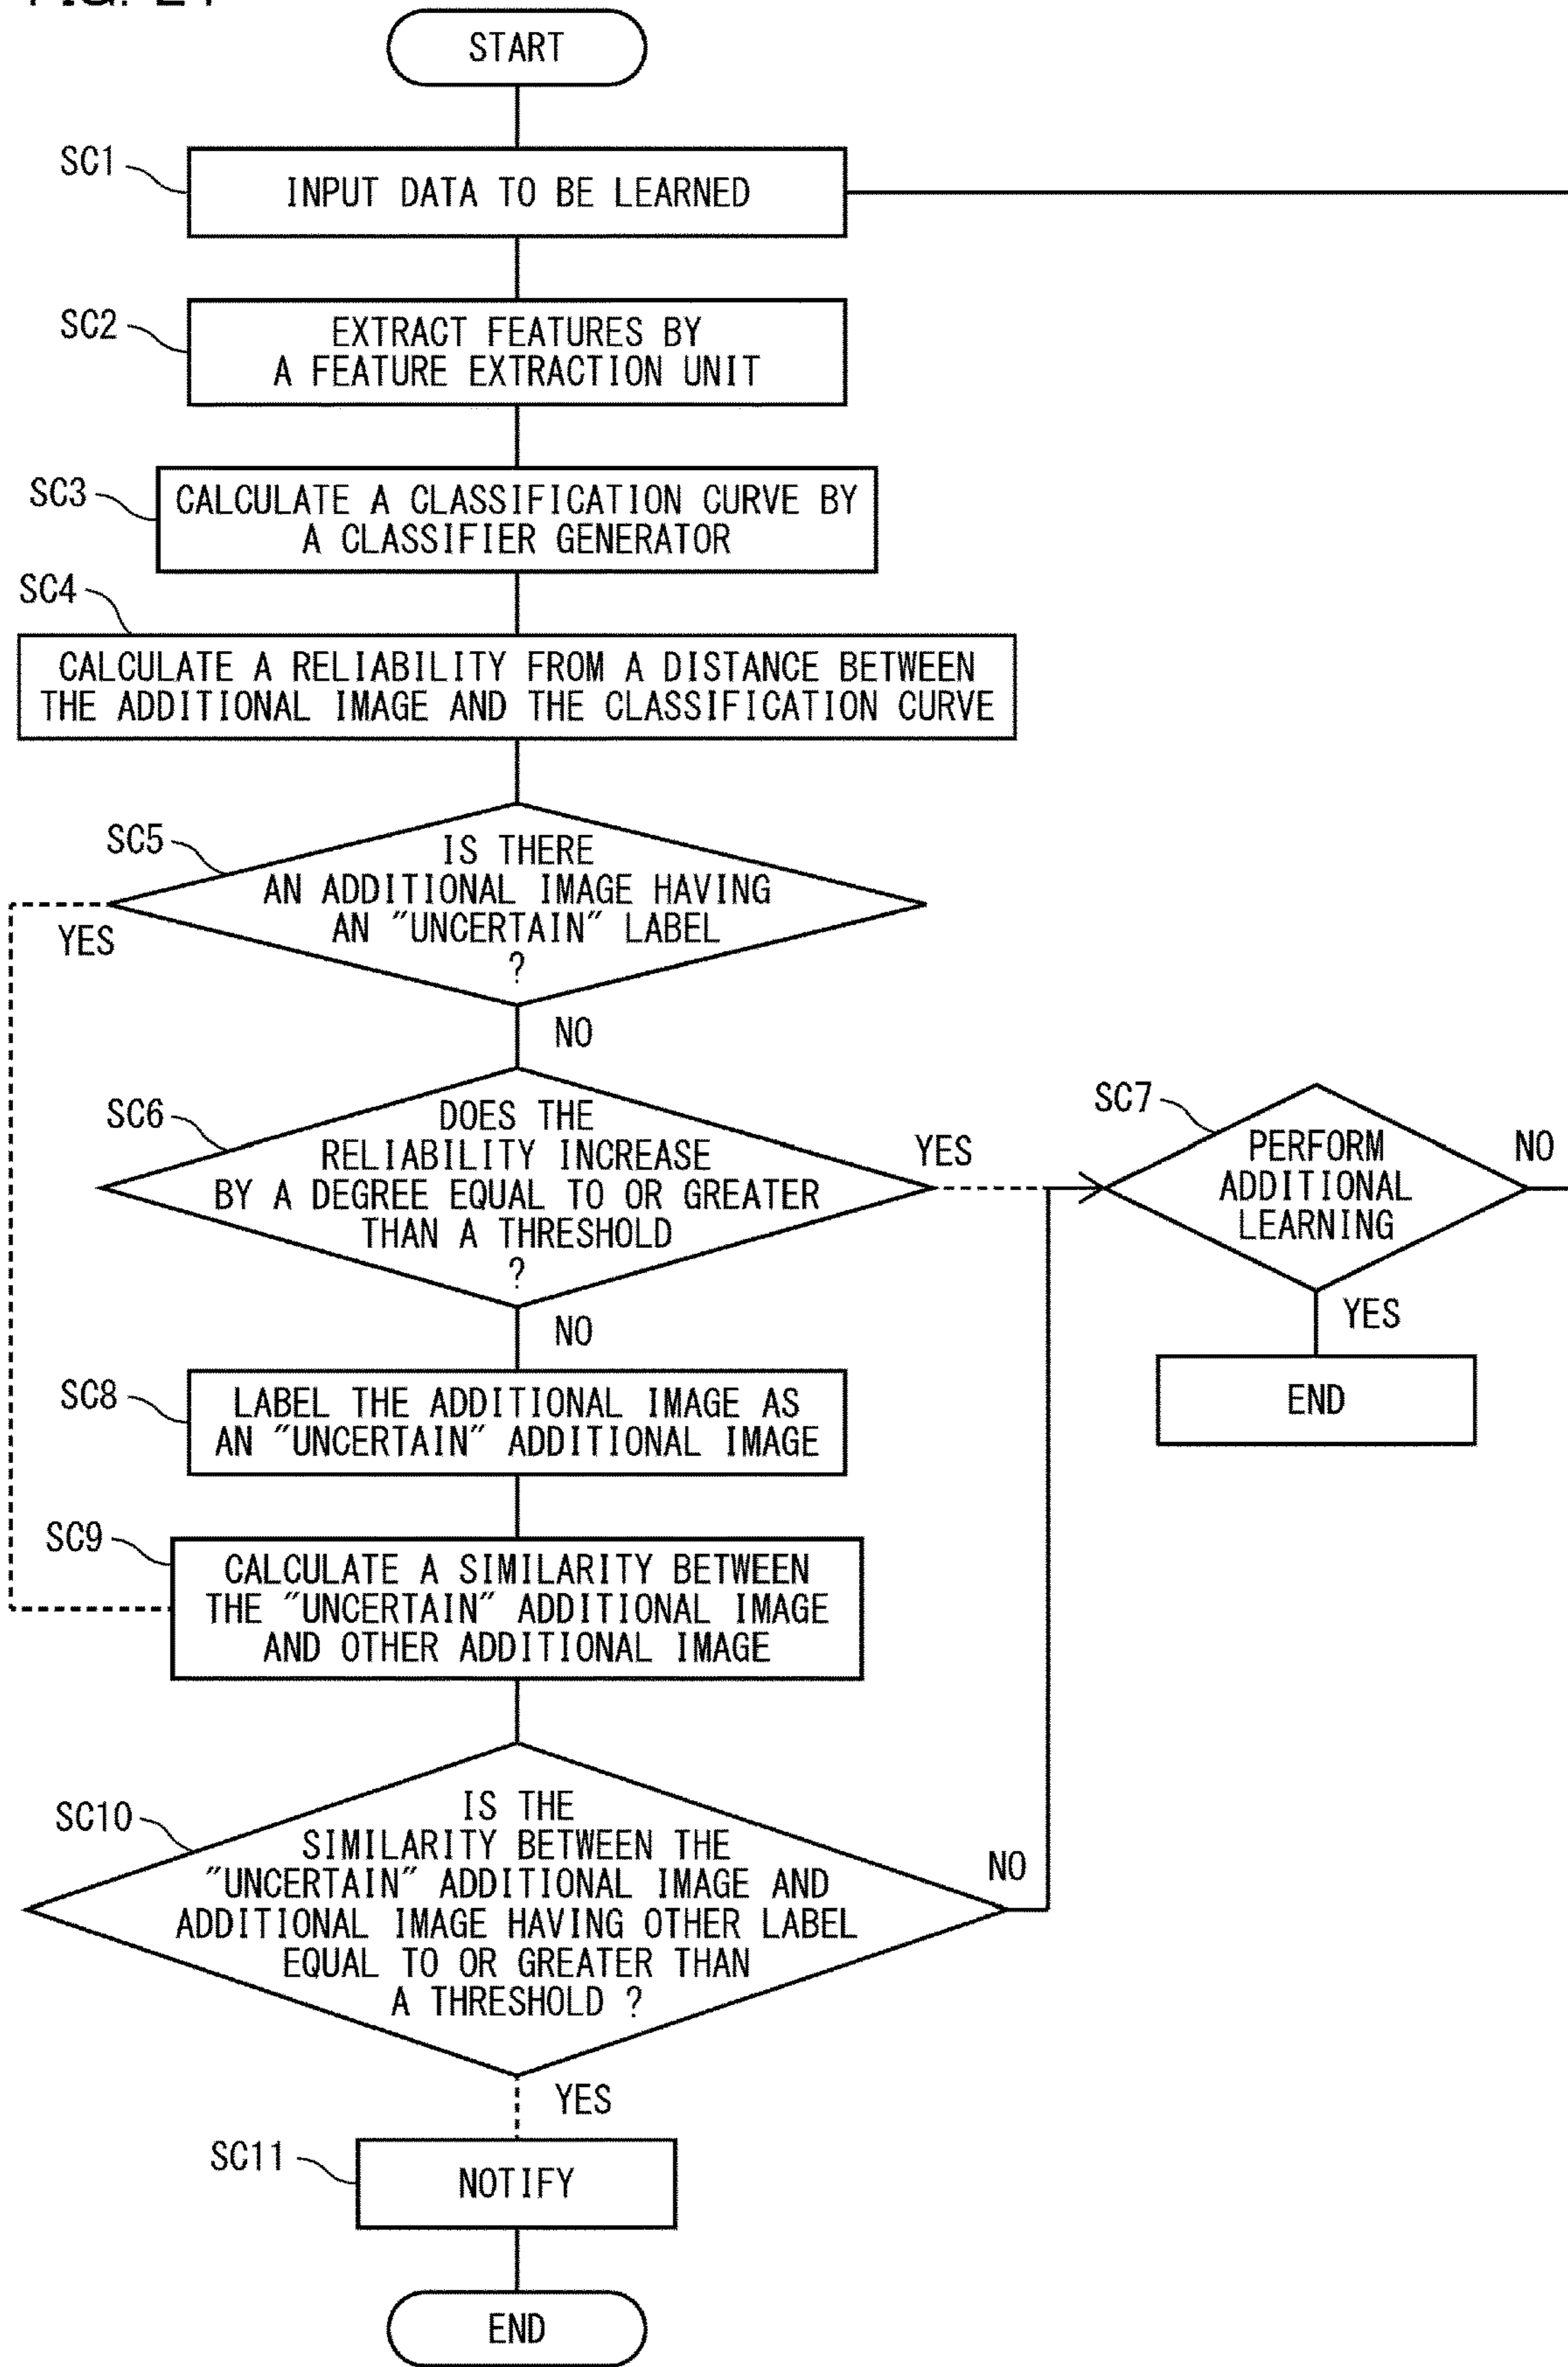 START
SC1
INPUT DATA TO BE LEARNED
SC2
EXTRACT FEATURES BY
A FEATURE EXTRACTION UNIT
SC3
CALCULATE A CLASSIFICATION CURVE BY
A CLASSIFIER GENERATOR
SC4
CALCULATE A RELIABILITY FROM A DISTANCE BETWEEN
THE ADDITIONAL IMAGE AND THE CLASSIFICATION CURVE
SC5
IS THERE
AN ADDITIONAL IMAGE HAVING
AN "UNCERTAIN" LABEL
?
YES
NO
SC6
DOES THE
RELIABILITY INCREASE
BY A DEGREE EQUAL TO OR GREATER
THAN A THRESHOLD
?
YES
NO
SC7
PERFORM
ADDITIONAL
LEARNING
NO
YES
END
SC8
LABEL THE ADDITIONAL IMAGE AS
AN "UNCERTAIN" ADDITIONAL IMAGE
SC9
CALCULATE A SIMILARITY BETWEEN
THE "UNCERTAIN" ADDITIONAL IMAGE
AND OTHER ADDITIONAL IMAGE
SC10
IS THE
SIMILARITY BETWEEN THE
"UNCERTAIN" ADDITIONAL IMAGE AND
ADDITIONAL IMAGE HAVING OTHER LABEL
EQUAL TO OR GREATER THAN
A THRESHOLD ?
NO
YES
SC11
NOTIFY
END